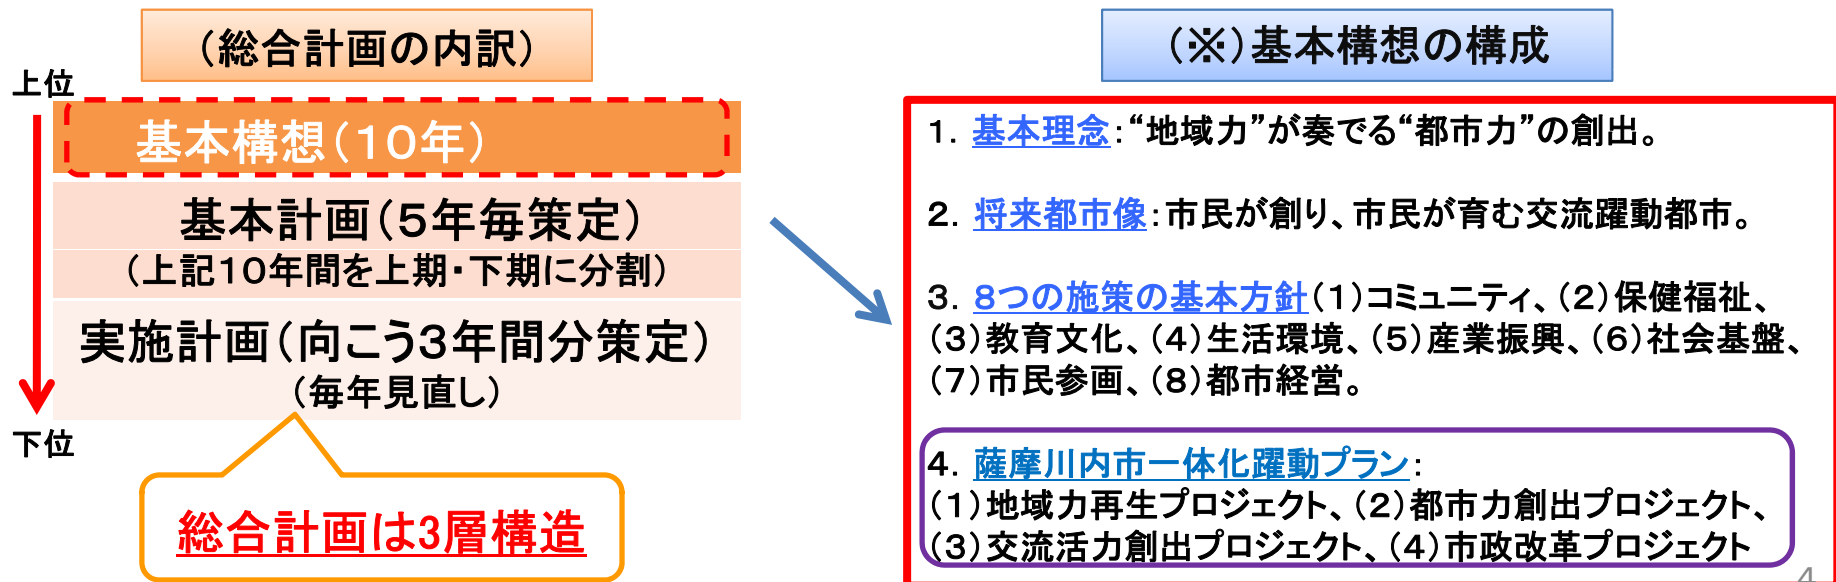 （総合計画の内訳）
上位
基本構想（１０年）
基本計画（５年毎策定）
（上記１０年間を上期・下期に分割）
実施計画（向こう３年間分策定）
（毎年見直し）
下位
総合計画は3層構造
（※）基本構想の構成
１．基本理念：“地域力”が奏でる“都市力”の創出。
２．将来都市像：市民が創り、市民が育む交流躍動都市。
３．８つの施策の基本方針（１）コミュニティ、（２）保健福祉、
（３）教育文化、（４）生活環境、（５）産業振興、（６）社会基盤、
（７）市民参画、（８）都市経営。
４．薩摩川内市一体化躍動プラン：
（１）地域力再生プロジェクト、（２）都市力創出プロジェクト、
（３）交流活力創出プロジェクト、（４）市政改革プロジェクト
4